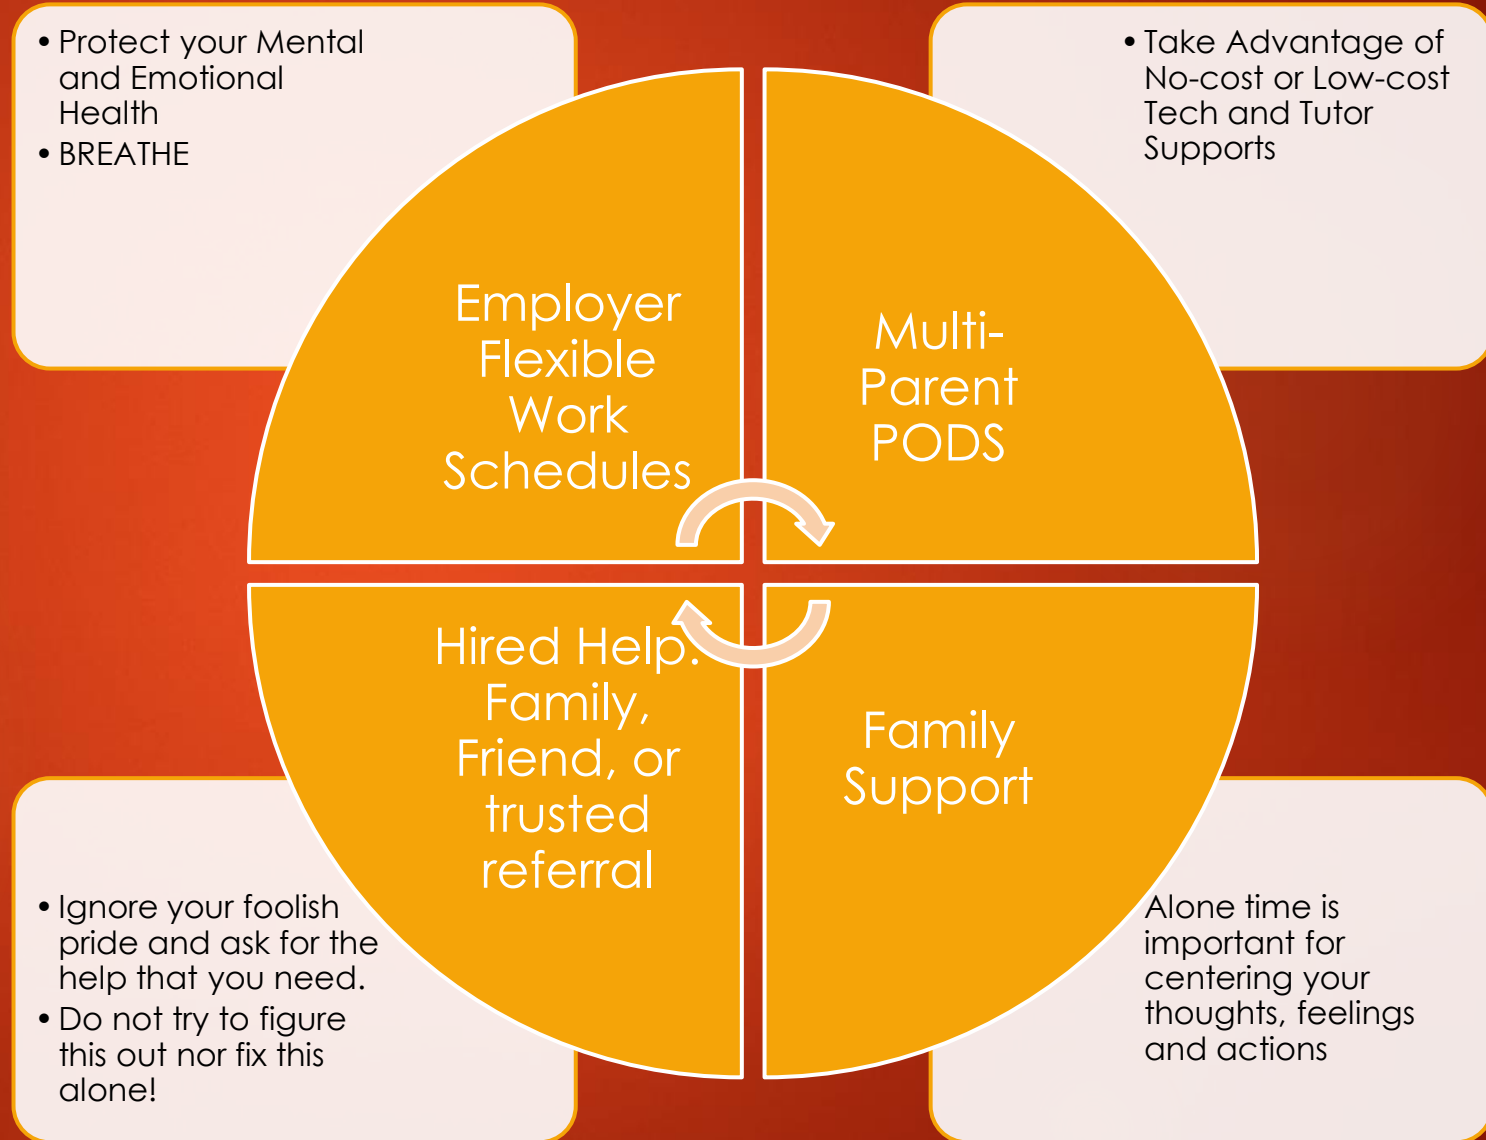 • Protect your Mental
and Emotional
Health
• BREATHE
• Take Advantage of
No-cost or Low-cost
Tech and Tutor
Supports
Employer
Flexible
Work
Schedules
Multi-
Parent
PODS
Hired Help:
Family,
Friend, or
trusted
referral
Family
Support
• Ignore your foolish
pride and ask for the
help that you need.
• Do not try to figure
this out nor fix this
alone!
Alone time is
important for
centering your
thoughts, feelings
and actions